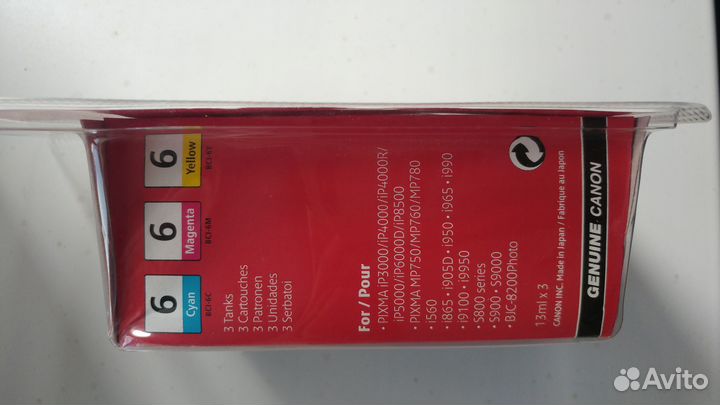 6
Cyan
BCI-6C
6
Magenta
BCI-6M
6
Yellow
BCI-6Y
3 Tanks
3 Cartouches
3 Patronen
3 Unidades
3 Serbatoi
For / Pour
• PIXMA iP3000/iP4000/iP4000R/
iP5000/iP6000D/iP8500
• PIXMA MP750/MP760/MP780
• i560
• i865 • i905D • i950 • i965 • i990
• i9100 • i9950
• S800 series
• S900 • S9000
• BJC-8200Photo
13ml x 3
CANON INC. Made in Japan / Fabriqué au Japon
GENUINE CANON
Avito